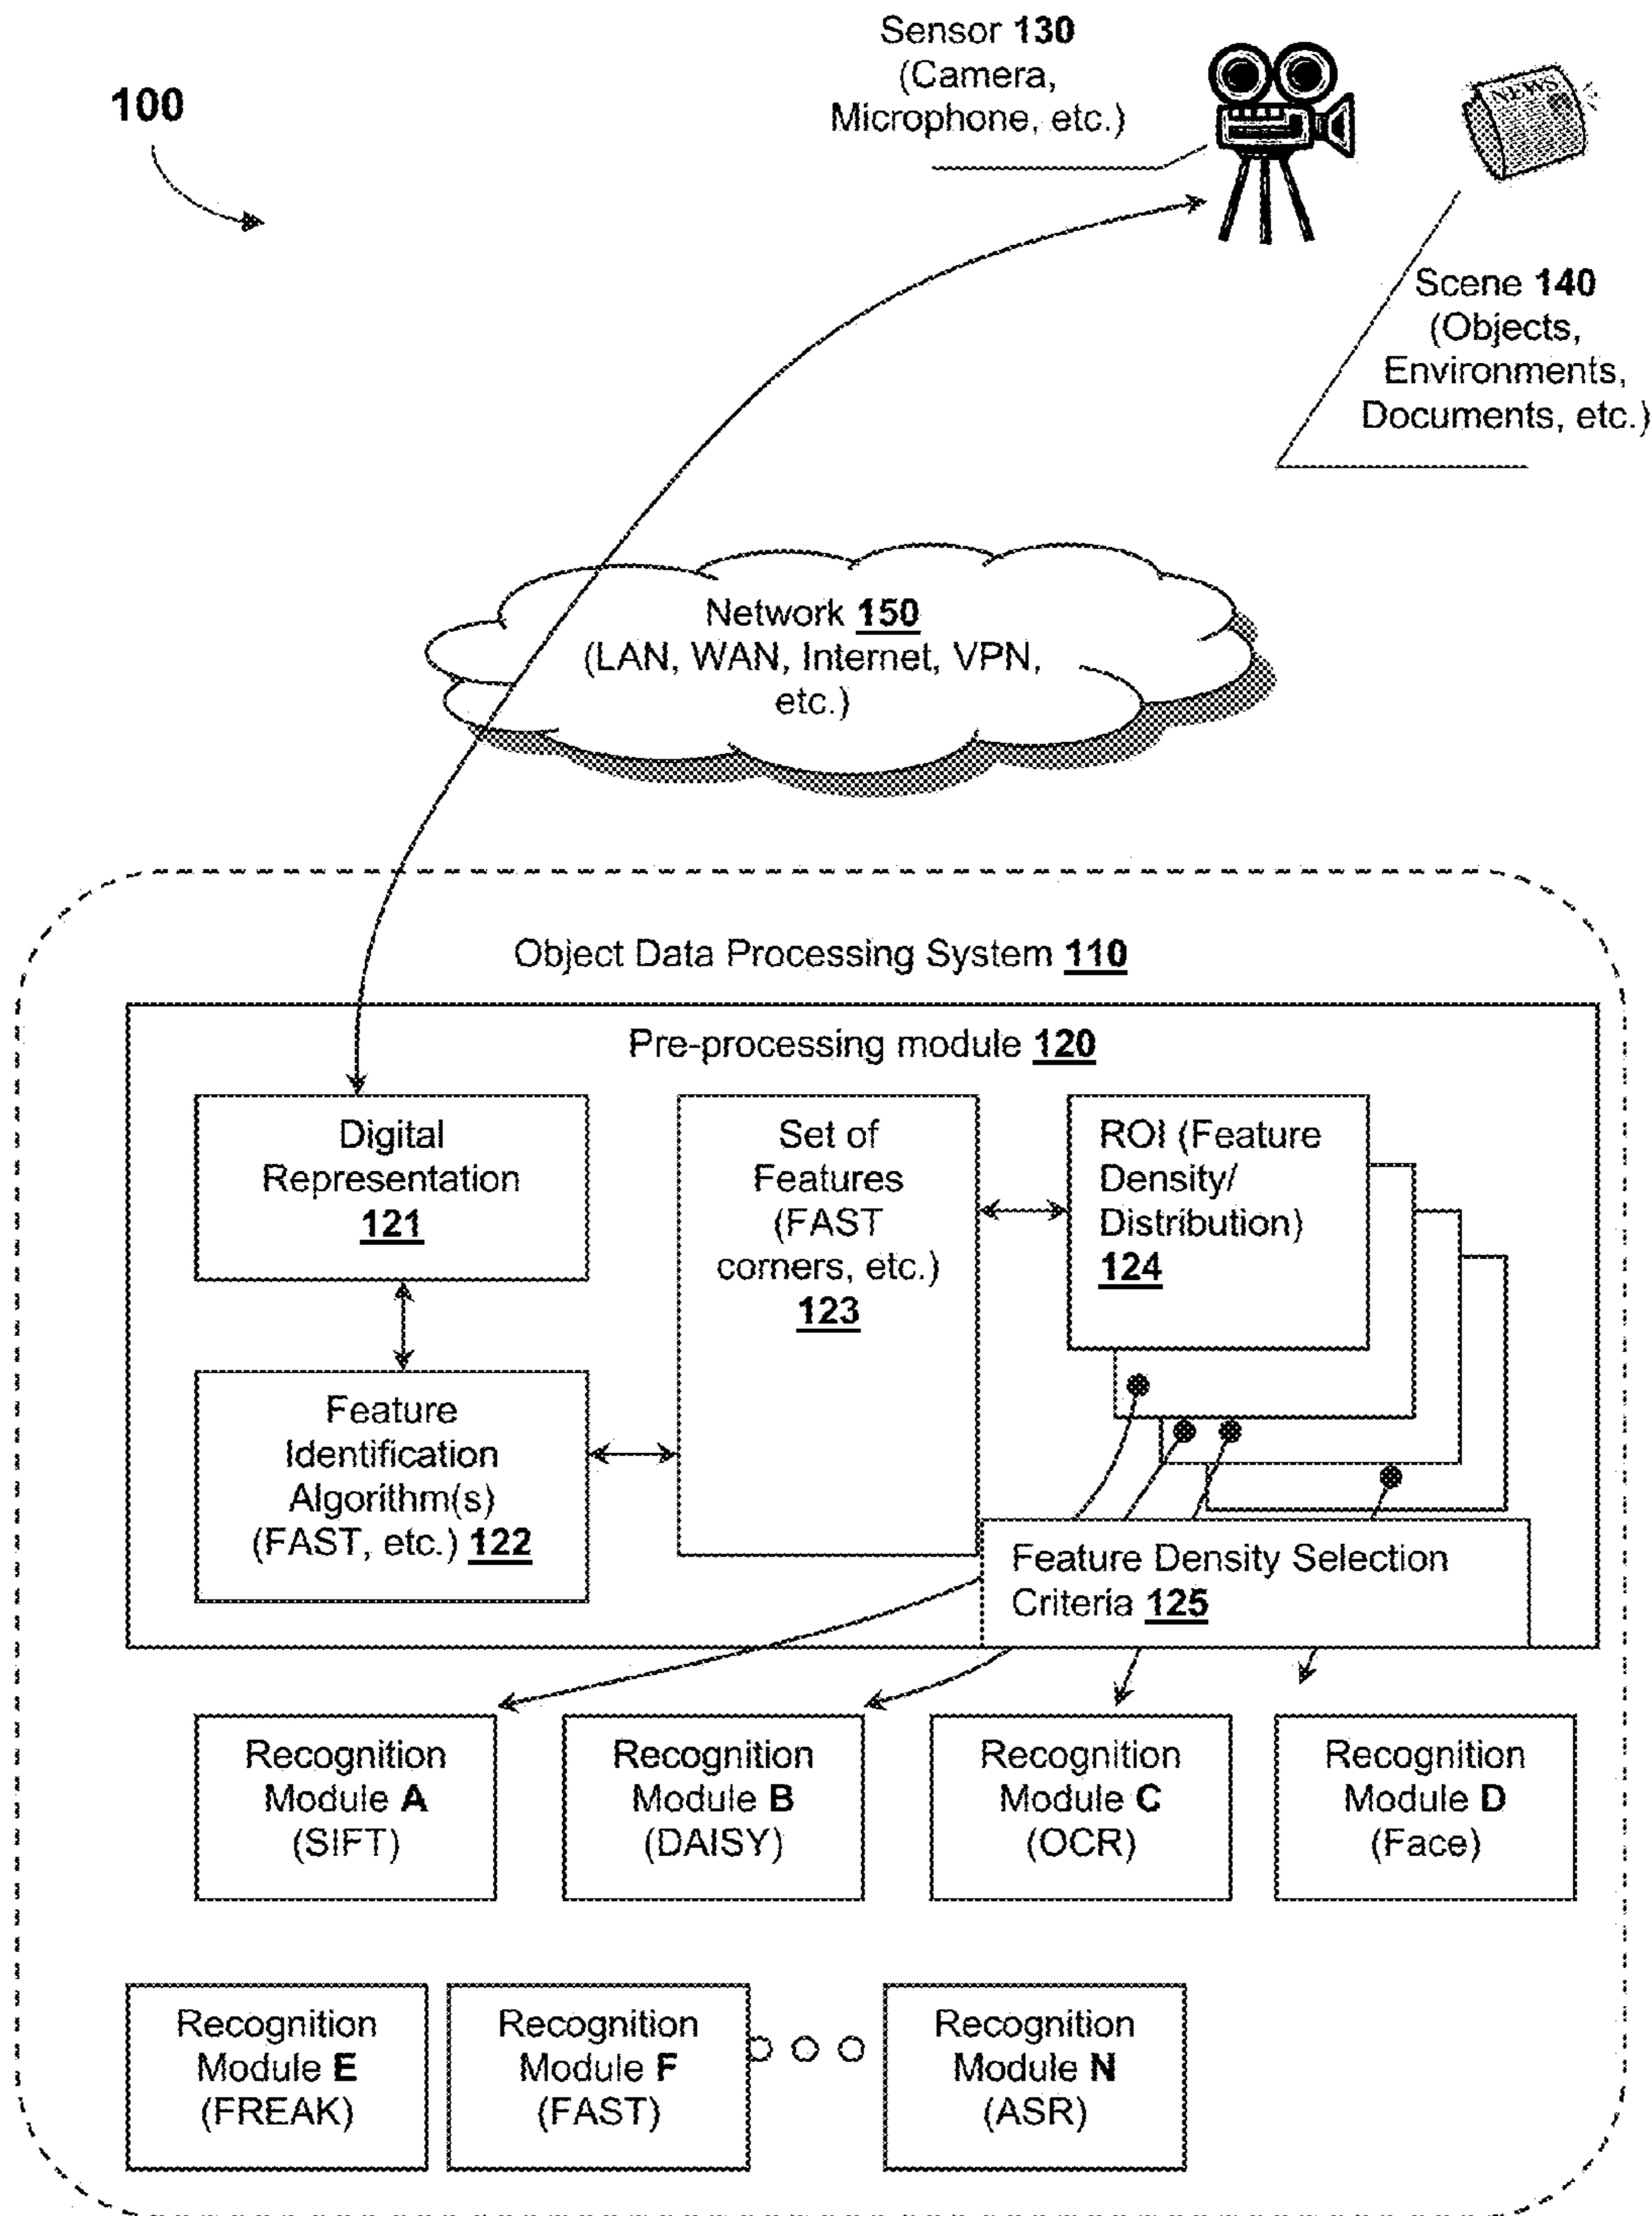 Sensor 130
(Camera,
Microphone, etc.)
100
NEWS
Scene 140
(Objects,
Environments,
Documents, etc.)
Network 150
(LAN, WAN, Internet, VPN,
etc.)
Object Data Processing System 110
Pre-processing module 120
Digital
Representation
121
Set of
Features
(FAST
corners, etc.)
123
ROI (Feature
Density/
Distribution)
124
Feature
Identification
Algorithm(s)
(FAST, etc.) 122
Feature Density Selection
Criteria 125
Recognition
Module A
(SIFT)
Recognition
Module B
(DAISY)
Recognition
Module C
(OCR)
Recognition
Module D
(Face)
Recognition
Module E
(FREAK)
Recognition
Module F
(FAST)
Recognition
Module N
(ASR)